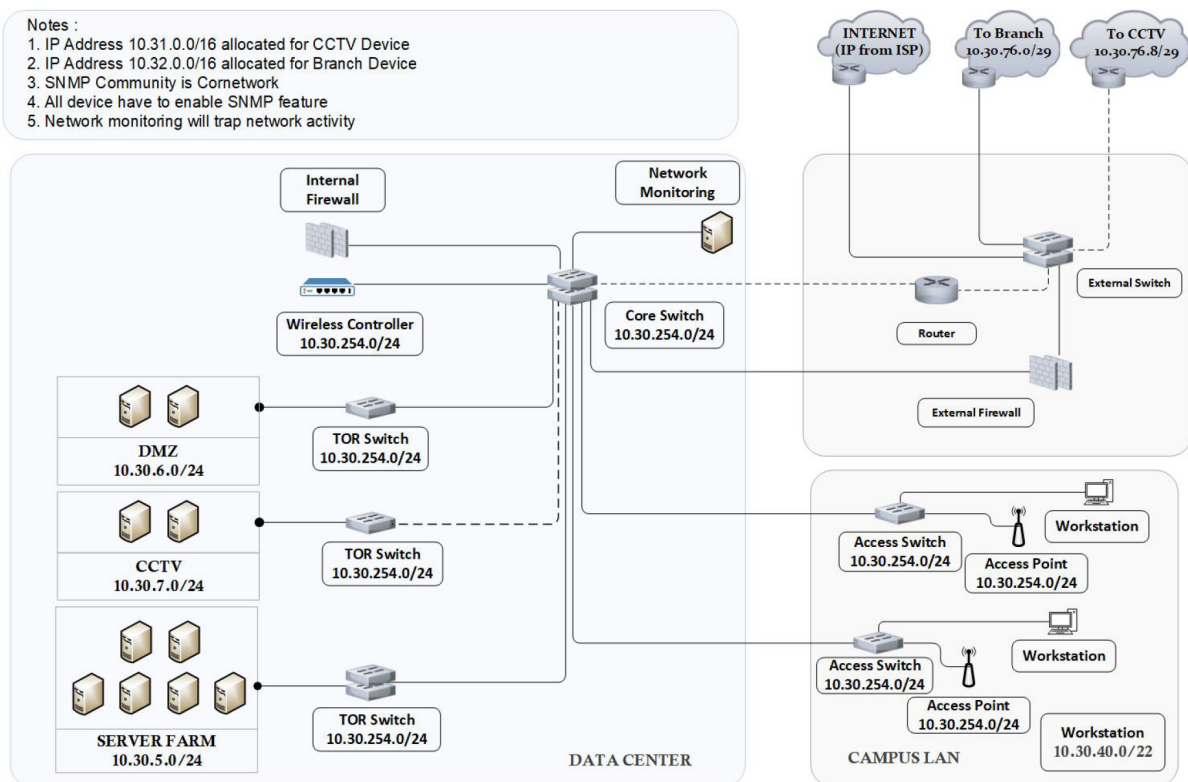 Notes :
1. IP Address 10.31.0.0/16 allocated for CCTV Device
2. IP Address 10.32.0.0/16 allocated for Branch Device
3. SNMP Community is Cornetwork
4. All device have to enable SNMP feature
5. Network monitoring will trap network activity
INTERNET
(IP from ISP)
To Branch
10.30.76.0/29
To CCTV
10.30.76.8/29
Internal
Firewall
Network
Monitoring
Wireless Controller
10.30.254.0/24
Core Switch
10.30.254.0/24
External Switch
Router
External Firewall
DMZ
10.30.6.0/24
TOR Switch
10.30.254.0/24
CCTV
10.30.7.0/24
TOR Switch
10.30.254.0/24
SERVER FARM
10.30.5.0/24
TOR Switch
10.30.254.0/24
DATA CENTER
Access Switch
10.30.254.0/24
Workstation
Access Point
10.30.254.0/24
Access Switch
10.30.254.0/24
Workstation
Access Point
10.30.254.0/24
Workstation
10.30.40.0/22
CAMPUS LAN